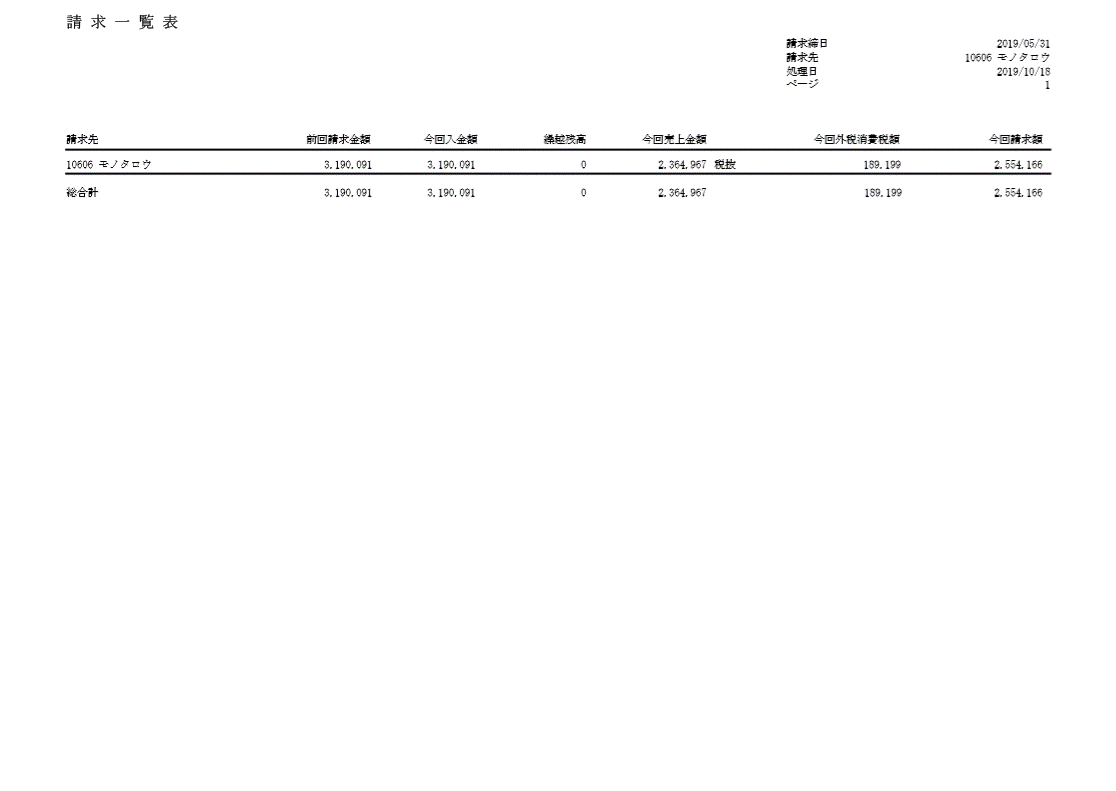 請求一覧表
請求締日 2019/05/31
請求先 10606 モノタロウ
処理日 2019/10/18
ページ 1
請求先 前回請求金額 今回入金額 繰越残高 今回売上金額 今回外税消費税額 今回請求額
10606 モノタロウ 3,190,091 3,190,091 0 2,364,967 税抜 189,199 2,554,166
総合計 3,190,091 3,190,091 0 2,364,967 189,199 2,554,166